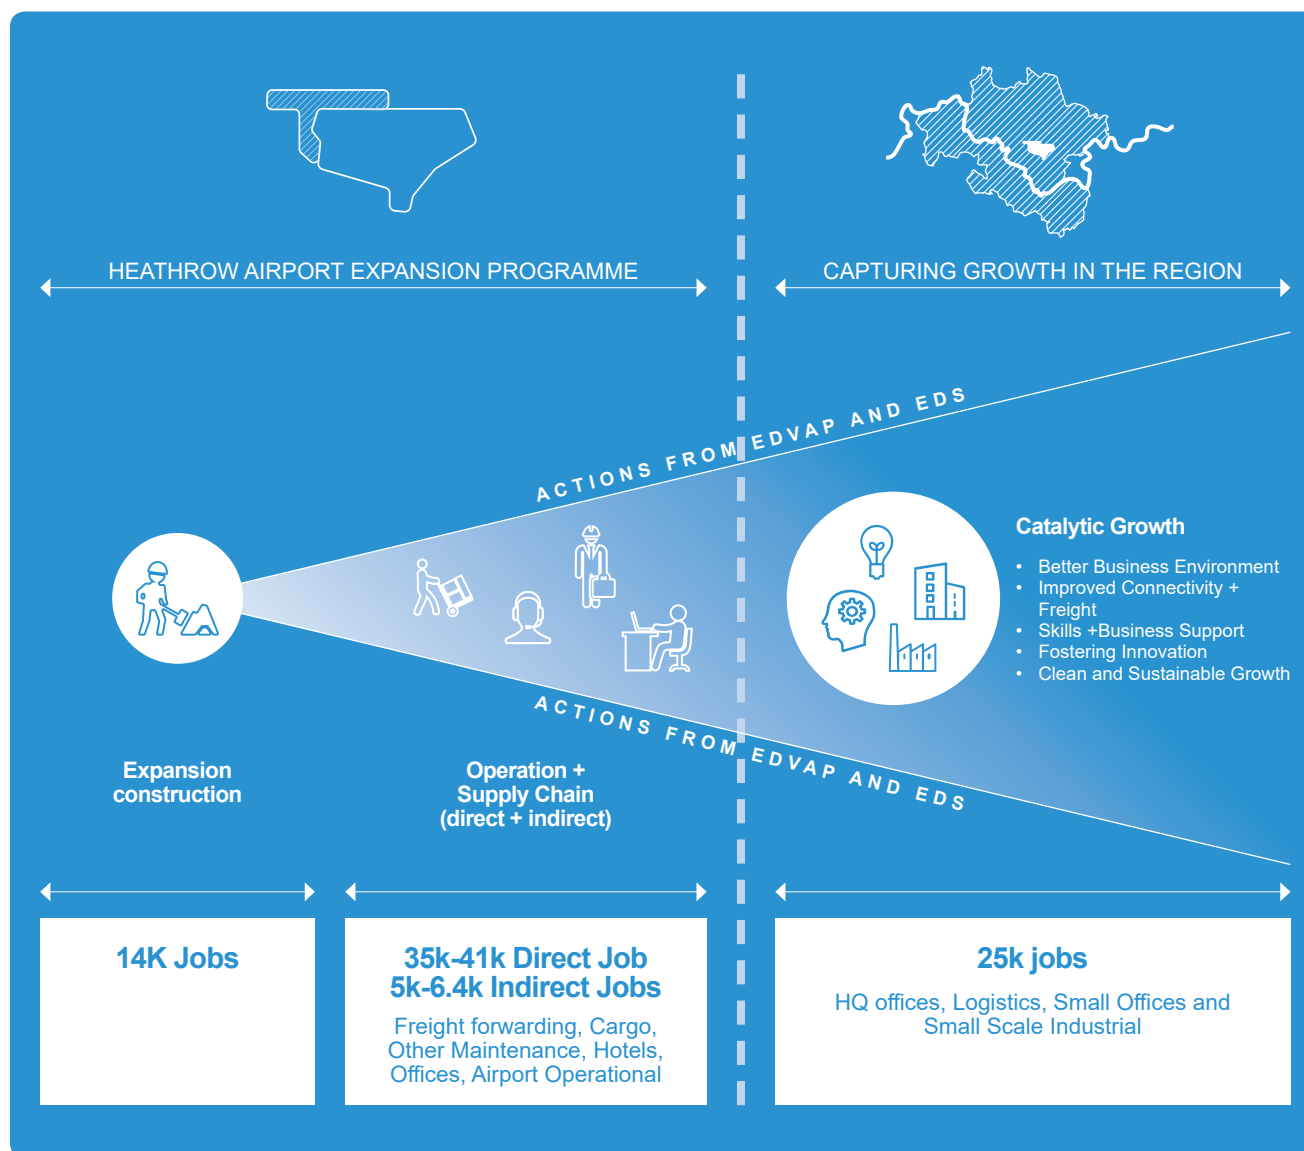 HEATHROW AIRPORT EXPANSION PROGRAMME
CAPTURING GROWTH IN THE REGION
ACTIONS FROM EDVAP AND EDS
Catalytic Growth
• Better Business Environment
• Improved Connectivity +
Freight
• Skills +Business Support
• Fostering Innovation
• Clean and Sustainable Growth
ACTIONS FROM EDVAP AND EDS
Expansion
construction
Operation +
Supply Chain
(direct + indirect)
14K Jobs
35k-41k Direct Job
5k-6.4k Indirect Jobs
Freight forwarding, Cargo,
Other Maintenance, Hotels,
Offices, Airport Operational
25k jobs
HQ offices, Logistics, Small Offices and
Small Scale Industrial